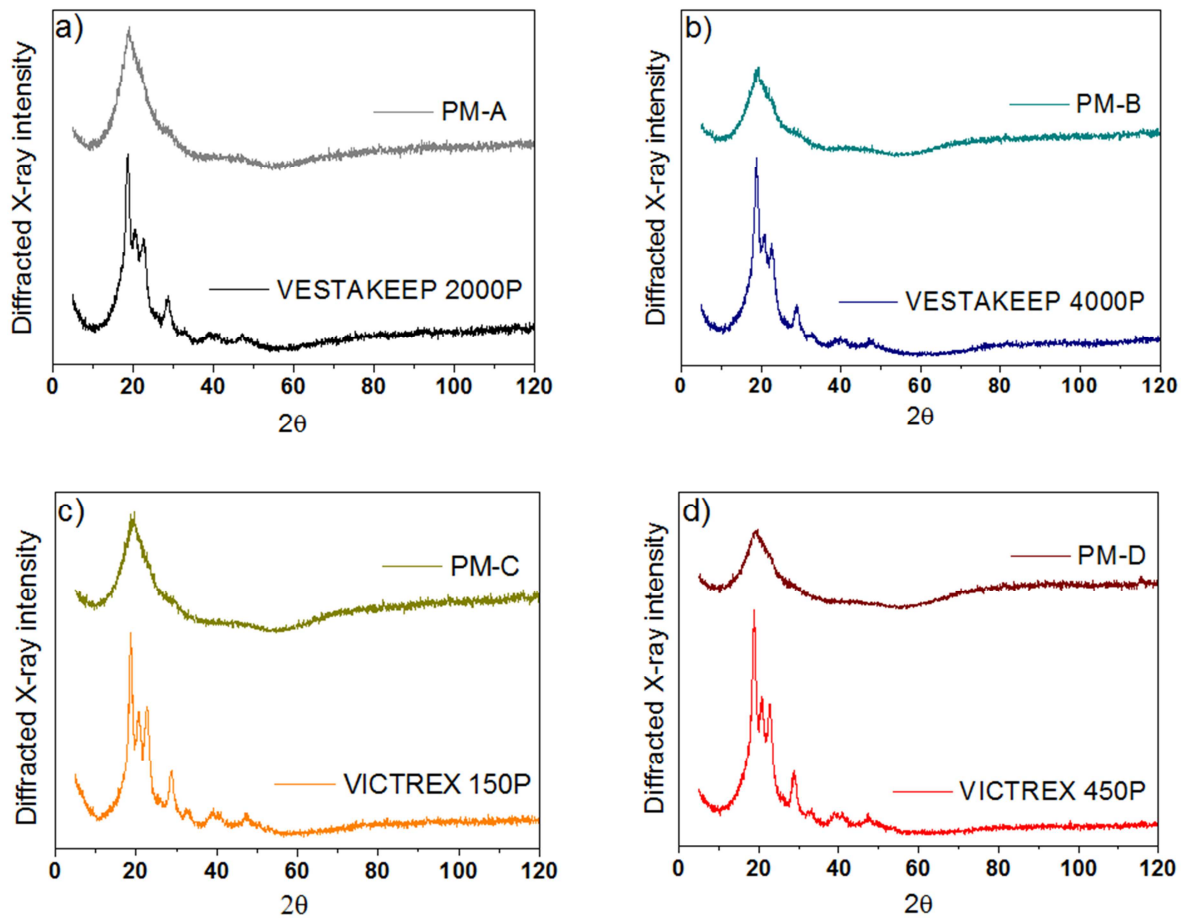 a)
Diffracted X-ray intensity
PM-A
VESTAKEEP 2000P
0 20 40 60 80 100 120
2θ
b)
Diffracted X-ray intensity
PM-B
VESTAKEEP 4000P
0 20 40 60 80 100 120
2θ
c)
Diffracted X-ray intensity
PM-C
VICTREX 150P
0 20 40 60 80 100 120
2θ
d)
Diffracted X-ray intensity
PM-D
VICTREX 450P
0 20 40 60 80 100 120
2θ